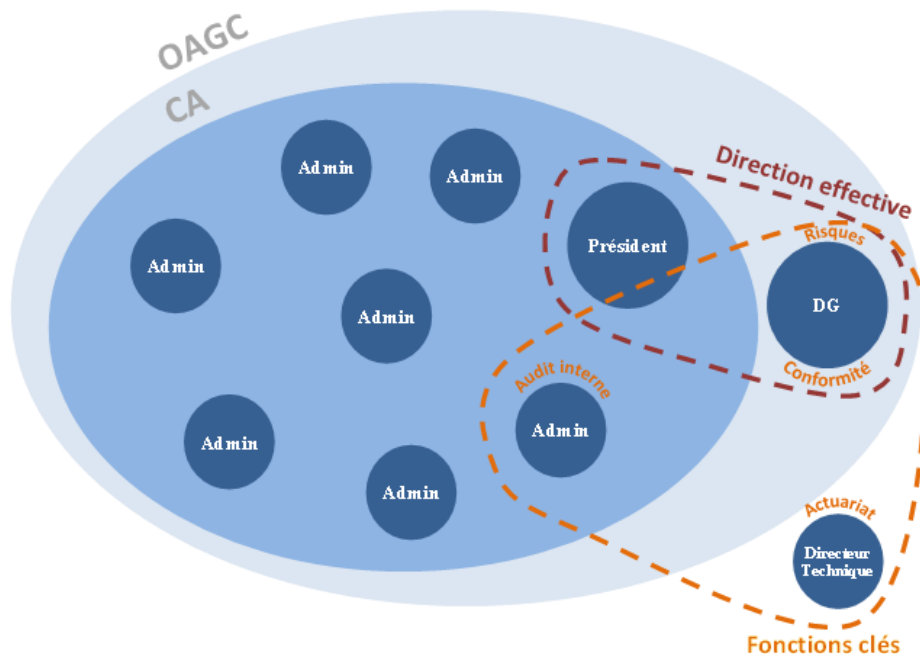 OAGC
CA
Admin
Admin
Direction effective
Risques
Président
Admin
DG
Admin
Conformité
Audit interne
Admin
Admin
Admin
Actuariat
Directeur
Technique
Fonctions clés